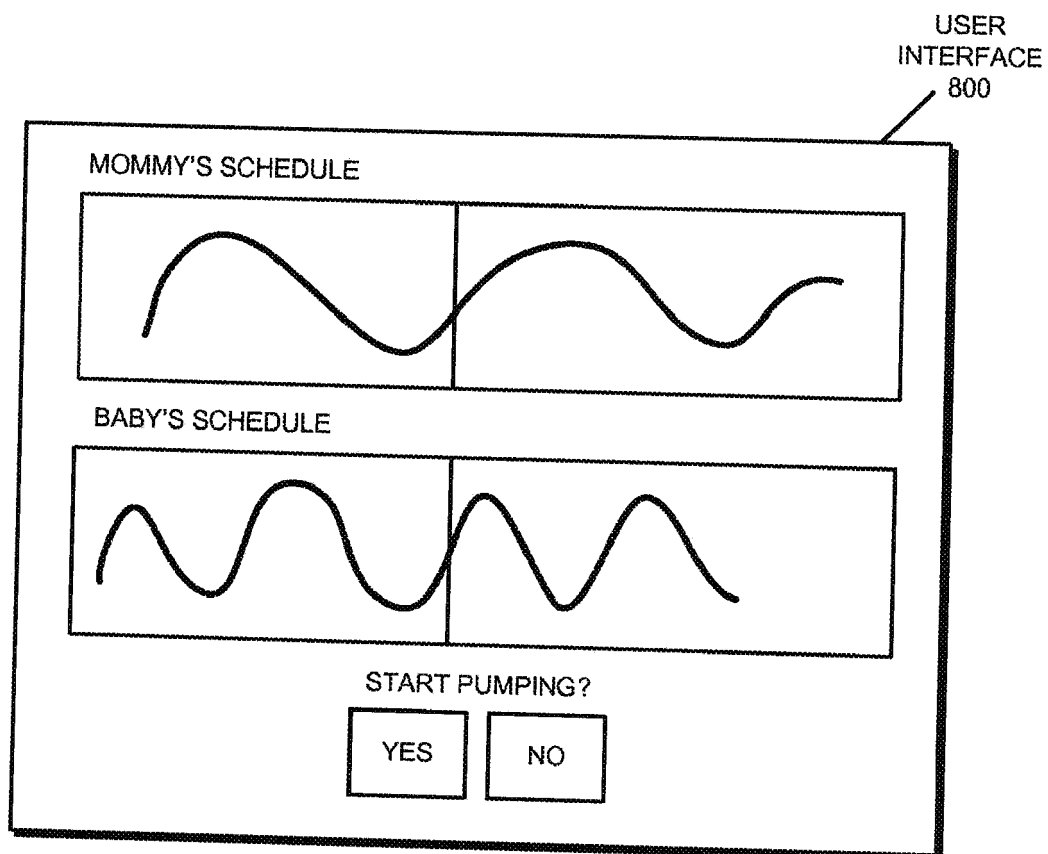 USER
INTERFACE
800
MOMMY'S SCHEDULE
BABY'S SCHEDULE
START PUMPING?
YES
NO